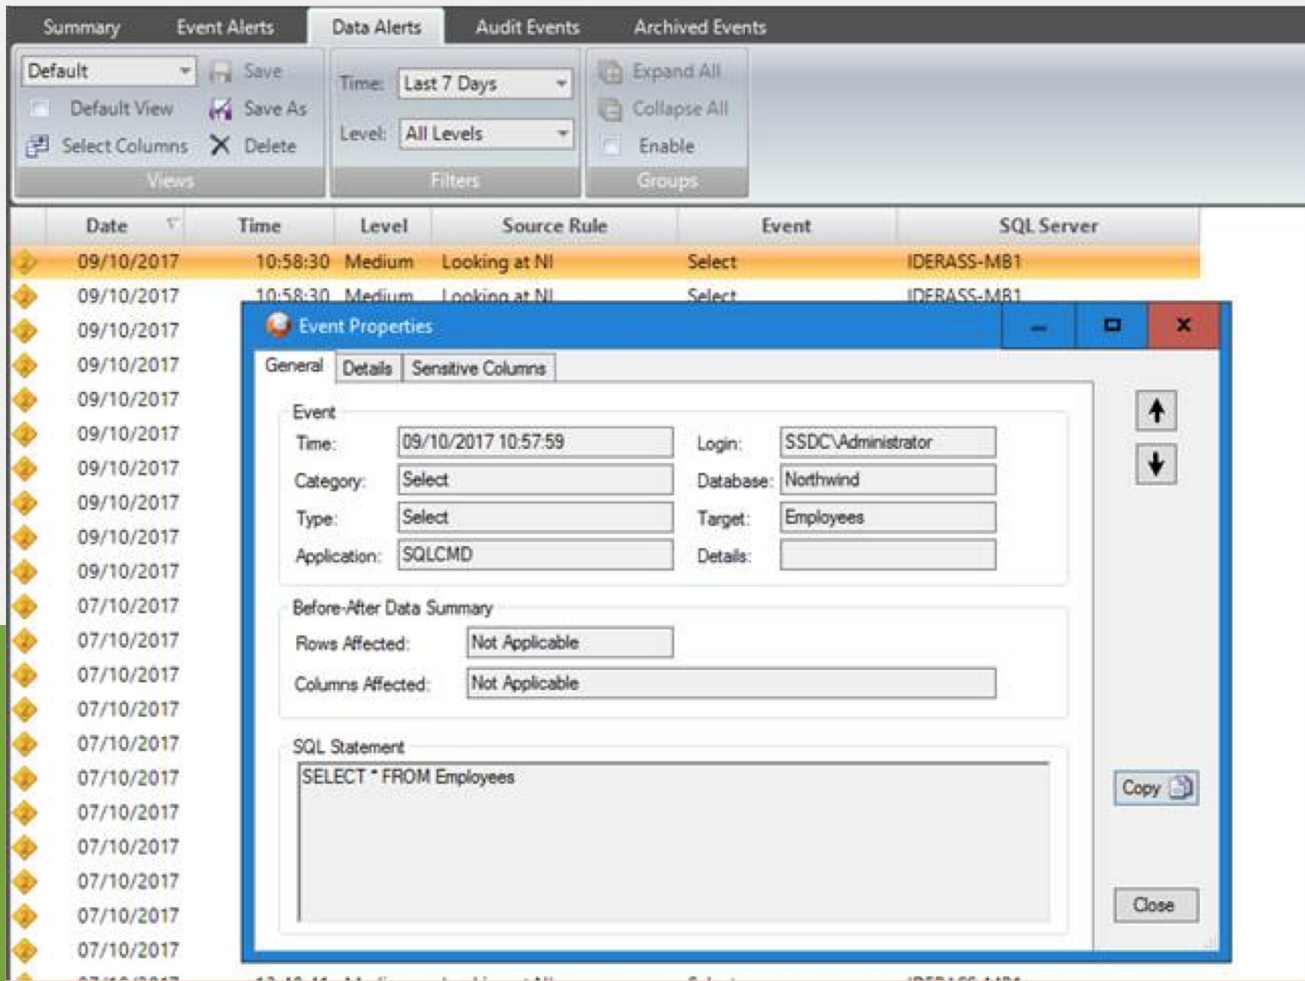 Summary Event Alerts Data Alerts Audit Events Archived Events
Default Save
Default View Save As
Select Columns Delete
Views
Time: Last 7 Days
Level: All Levels
Filters
Expand All
Collapse All
Enable
Groups
Date Time Level Source Rule Event SQL Server
09/10/2017 10:58:30 Medium Looking at NI Select IDERASS-MB1
09/10/2017 10:58:30 Medium Looking at NI Select IDERASS-MB1
09/10/2017
09/10/2017
09/10/2017
09/10/2017
09/10/2017
09/10/2017
09/10/2017
09/10/2017
07/10/2017
07/10/2017
07/10/2017
07/10/2017
07/10/2017
07/10/2017
07/10/2017
07/10/2017
07/10/2017
07/10/2017
07/10/2017
Event Properties
General Details Sensitive Columns
Event
Time: 09/10/2017 10:57:59 Login: SSDC\Administrator
Category: Select Database: Northwind
Type: Select Target: Employees
Application: SQLCMD Details:
Before-After Data Summary
Rows Affected: Not Applicable
Columns Affected: Not Applicable
SQL Statement
SELECT * FROM Employees
Copy
Close